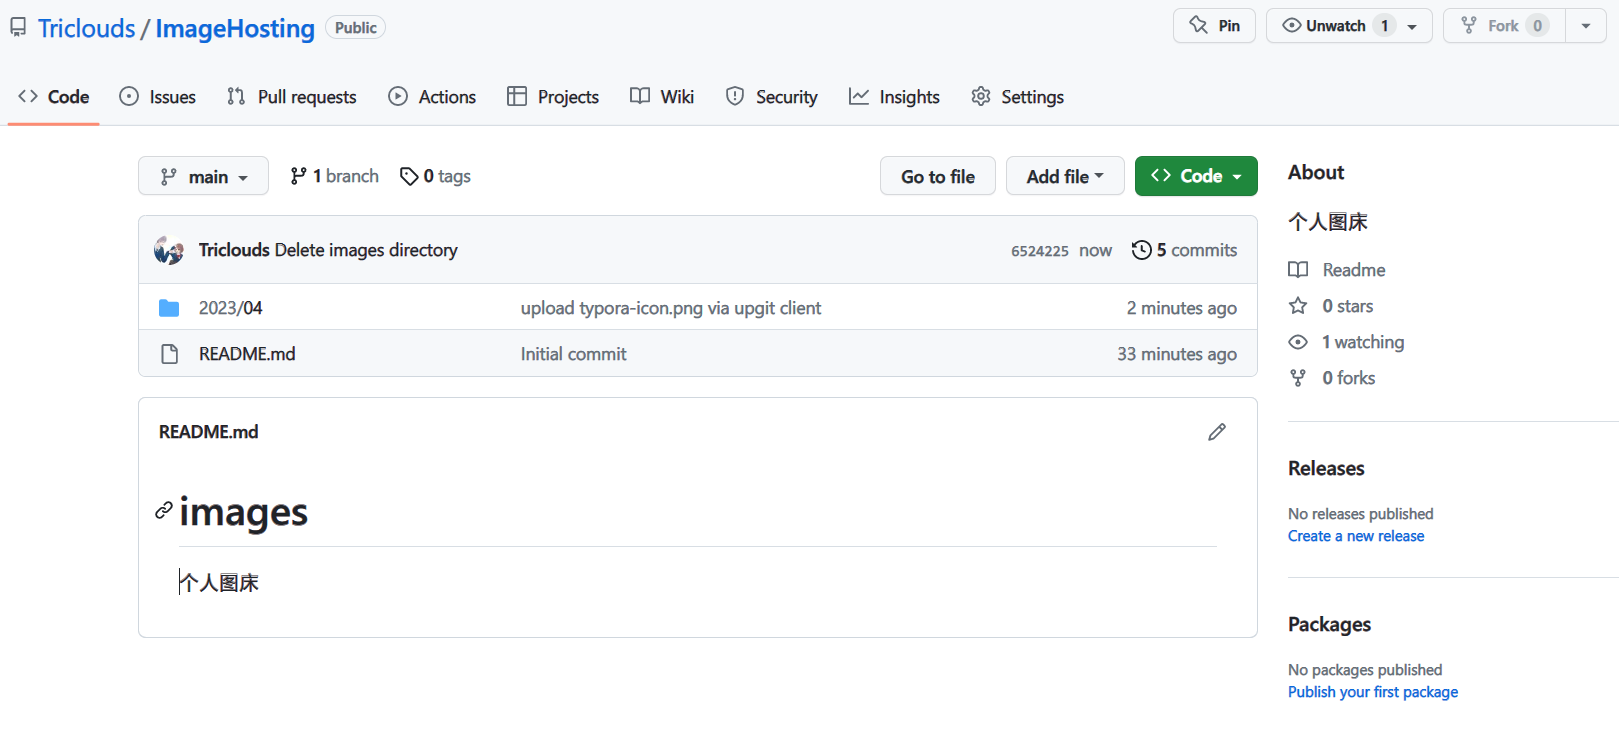 Triclouds / ImageHosting Public
Pin Unwatch 1 Fork 0
Code Issues Pull requests Actions Projects Wiki Security Insights Settings
main 1 branch 0 tags Go to file Add file Code
Triclouds Delete images directory 6524225 now 5 commits
2023/04 upload typora-icon.png via upgit client 2 minutes ago
README.md Initial commit 33 minutes ago
README.md
images
个人图床
About
个人图床
Readme
0 stars
1 watching
0 forks
Releases
No releases published
Create a new release
Packages
No packages published
Publish your first package